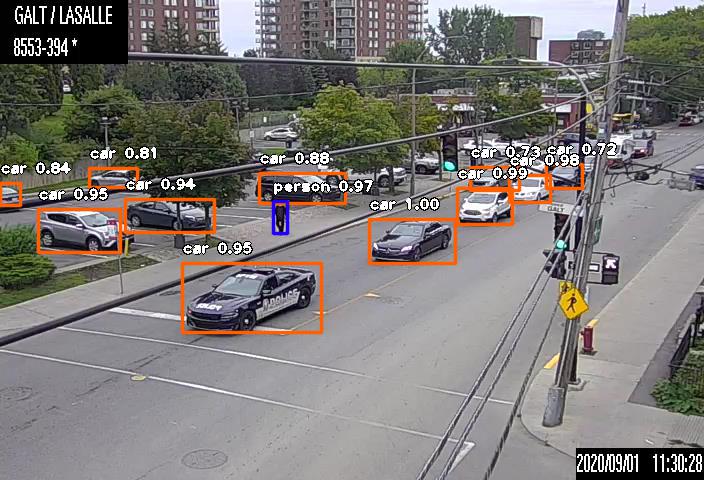 GALT / LASALLE
8553-394 *
car 0.84
car 0.81
car 0.95
car 0.94
car 0.88
person 0.97
car 0.73
car 0.72
car 0.98
car 0.99
car 1.00
car 0.95
POLICE
GALT
2020/09/01 11:30:28